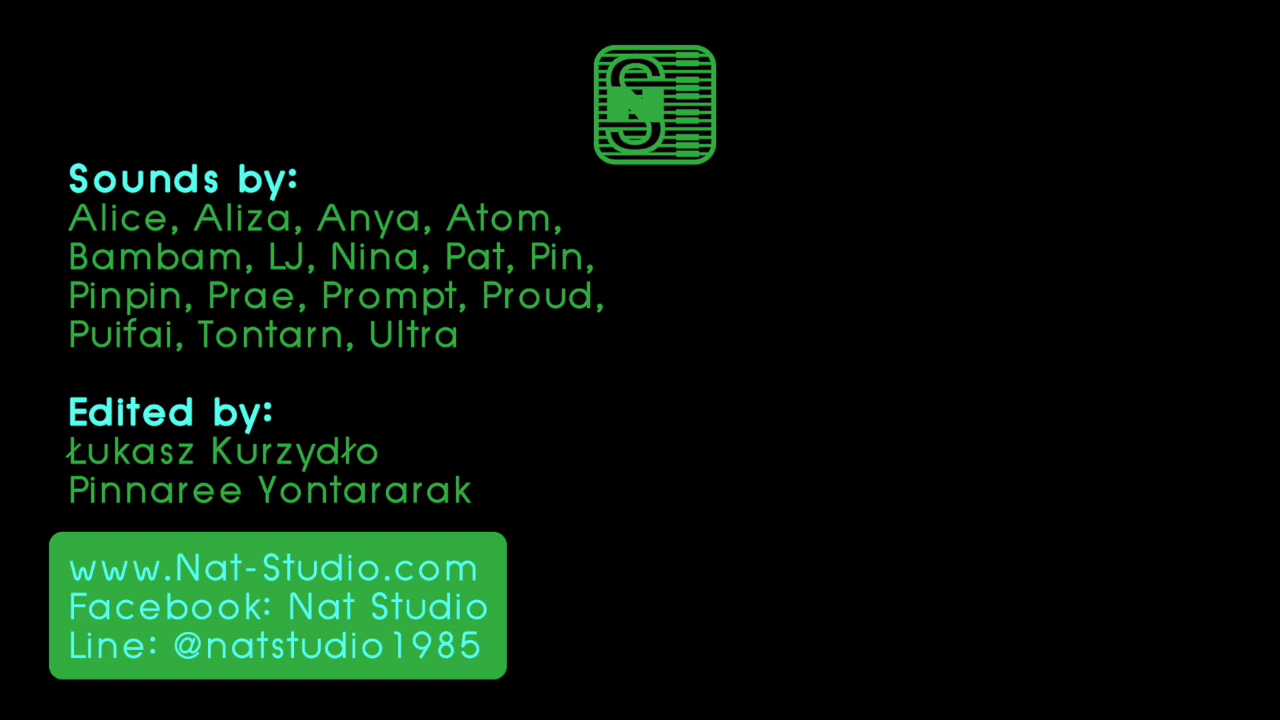 Sounds by:
Alice, Aliza, Anya, Atom,
Bambam, LJ, Nina, Pat, Pin,
Pinpin, Prae, Prompt, Proud,
Puifai, Tontarn, Ultra
Edited by:
Łukasz Kurzydło
Pinnaree Yontararak
www.Nat-Studio.com
Facebook: Nat Studio
Line: @natstudio1985